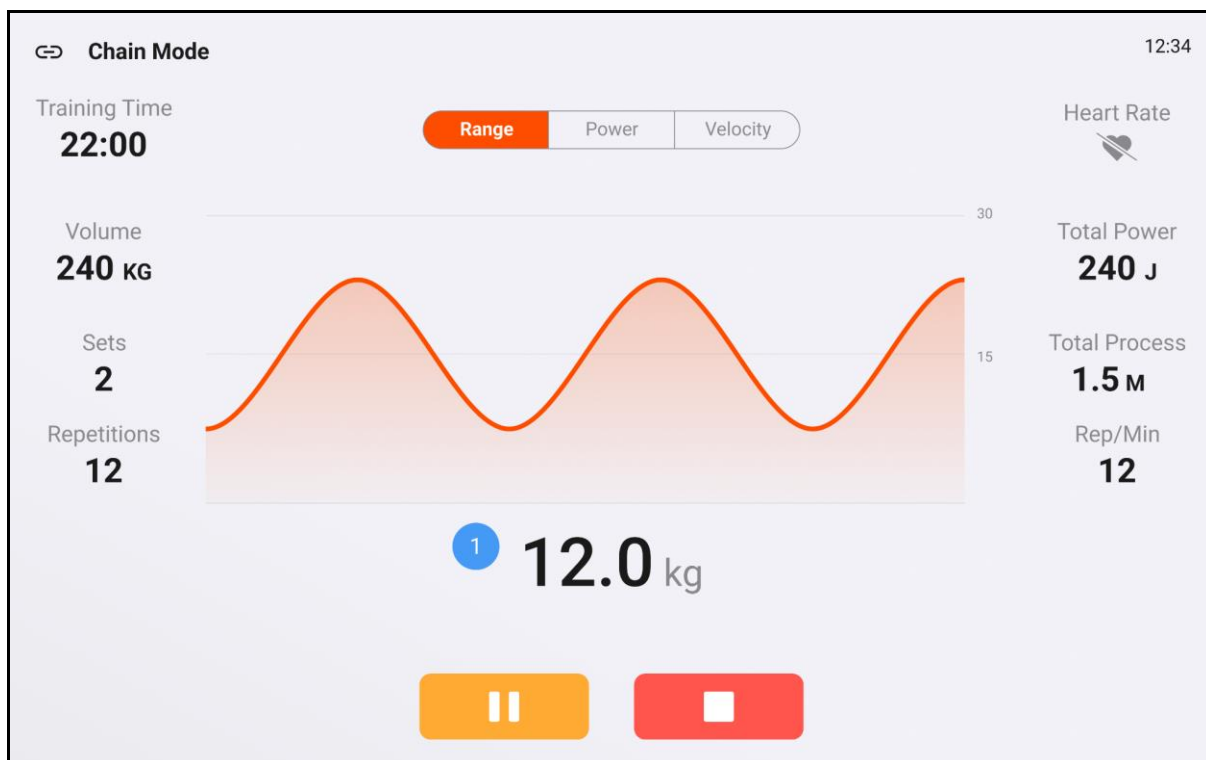 Chain Mode
12:34
Training Time
22:00
Range Power Velocity
Heart Rate
Volume
240 KG
30
Total Power
240 J
Sets
2
15
Total Process
1.5 M
Repetitions
12
Rep/Min
12
1
12.0 kg